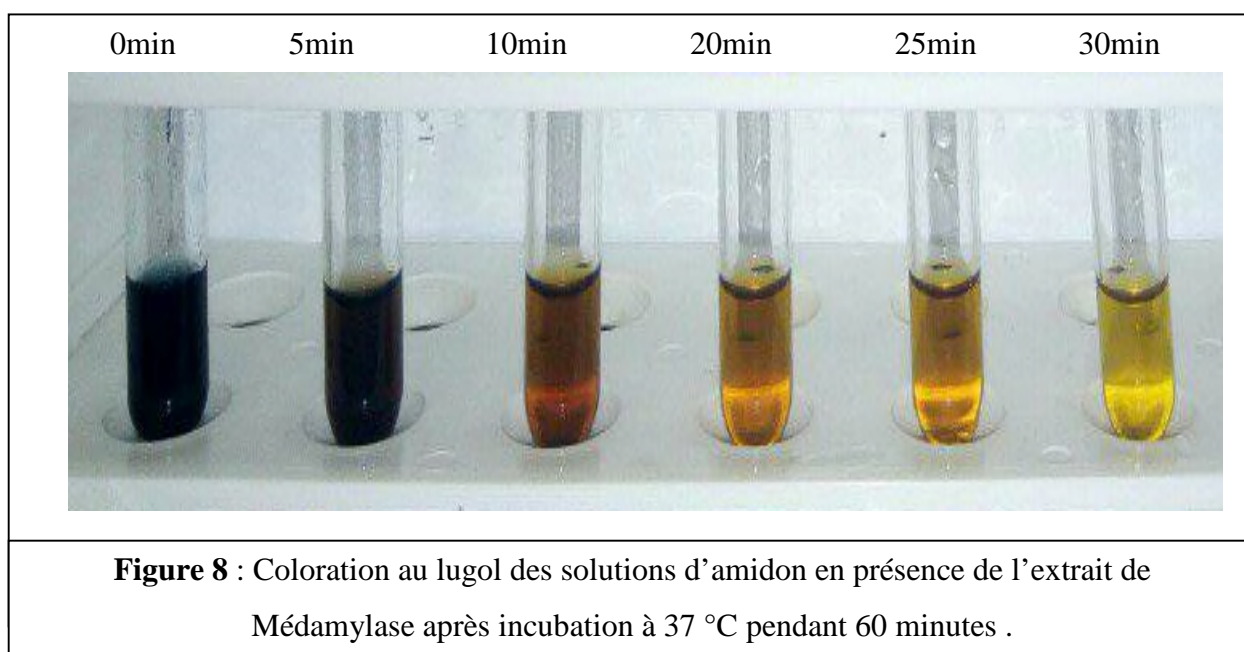 0min 5min 10min 20min 25min 30min
Figure 8 : Coloration au lugol des solutions d’amidon en présence de l’extrait de
Médamylase après incubation à 37 °C pendant 60 minutes .